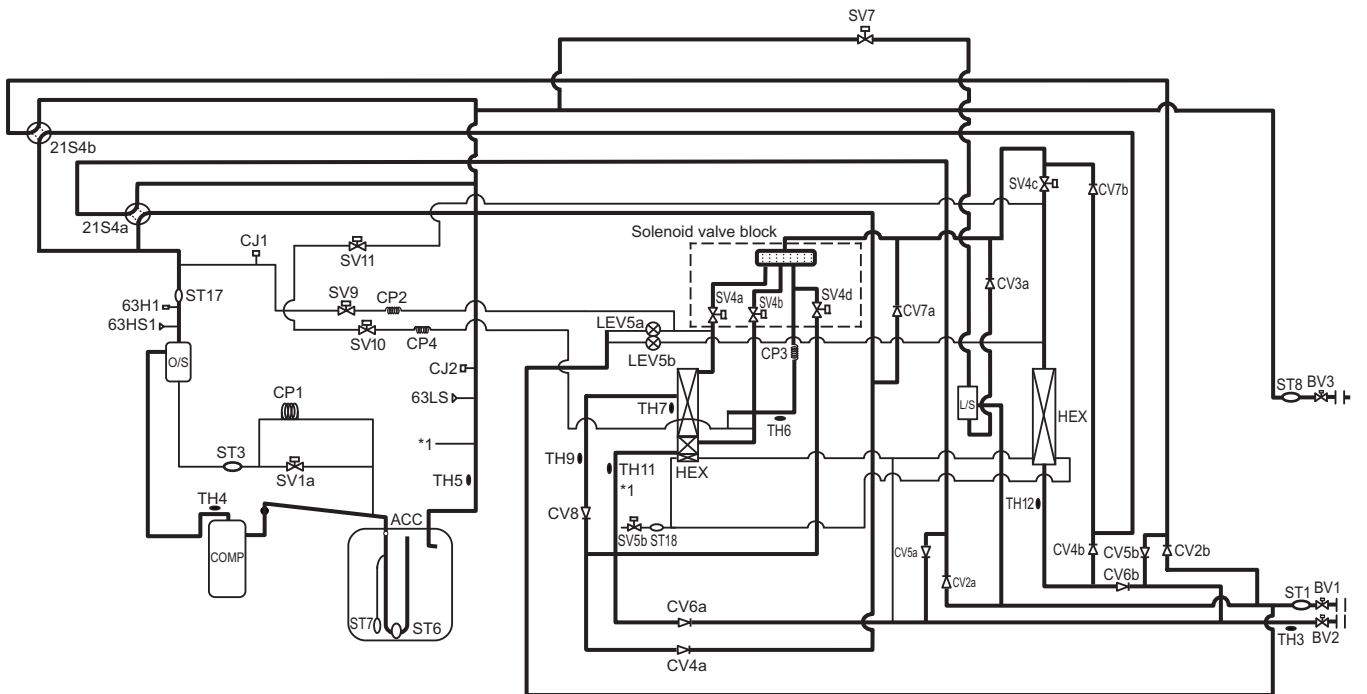 SV7
21S4b
SV4c
CV7b
21S4a
Solenoid valve block
CJ1
SV11
ST17
SV9
CP2
SV4a
SV4b
SV4d
CV3a
63H1
63HS1
LEV5a
CV7a
SV10
CP4
LEV5b
CP3
O/S
CJ2
ST8
BV3
CP1
63LS
TH7
L/S
HEX
TH6
*1
ST3
TH9
TH11
HEX
SV1a
TH5
*1
TH4
TH12
ACC
CV8
SV5b
ST18
COMP
CV5a
CV4b
CV5b
CV2b
CV2a
CV6b
ST1
BV1
CV6a
ST7
ST6
TH3
BV2
CV4a